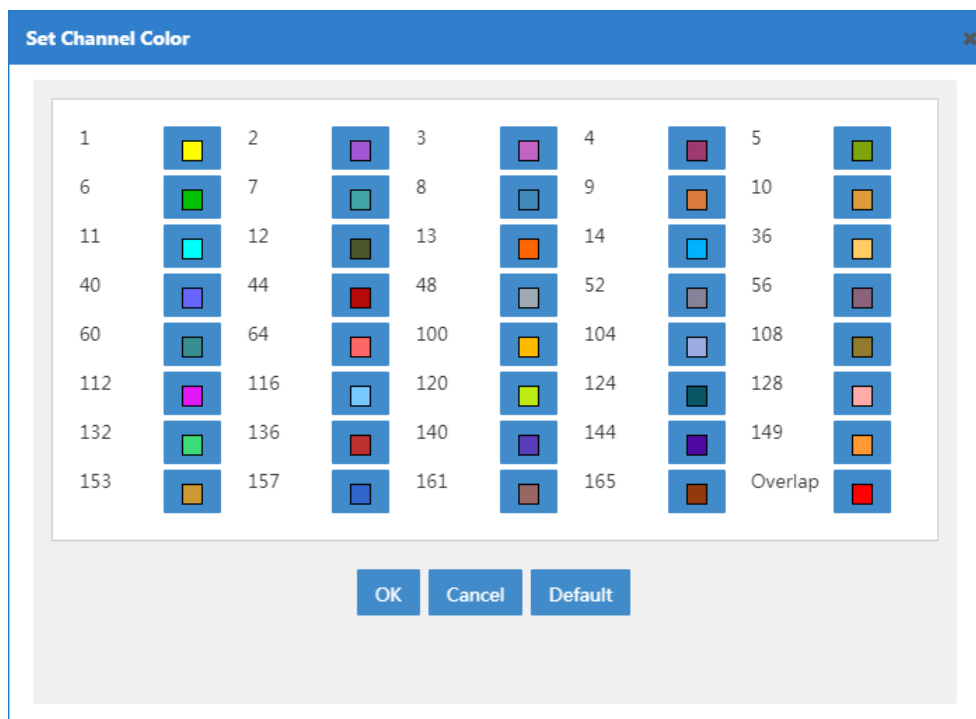 Set Channel Color
1 2 3 4 5
6 7 8 9 10
11 12 13 14 36
40 44 48 52 56
60 64 100 104 108
112 116 120 124 128
132 136 140 144 149
153 157 161 165 Overlap
OK Cancel Default